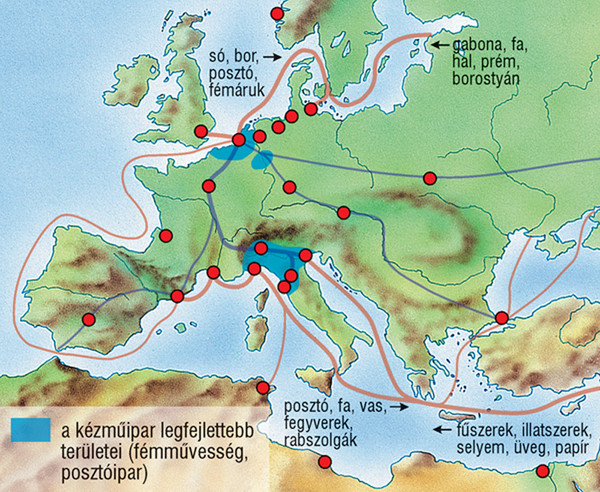 só, bor,
posztó,
fémáruk
gabona, fa,
hal, prém,
borostyán
posztó, fa, vas,
fegyverek,
rabszolgák
fűszerek, illatszerek,
selyem, üveg, papír
a kézműipar legfejlettebb
területei (fémművesség,
posztóipar)